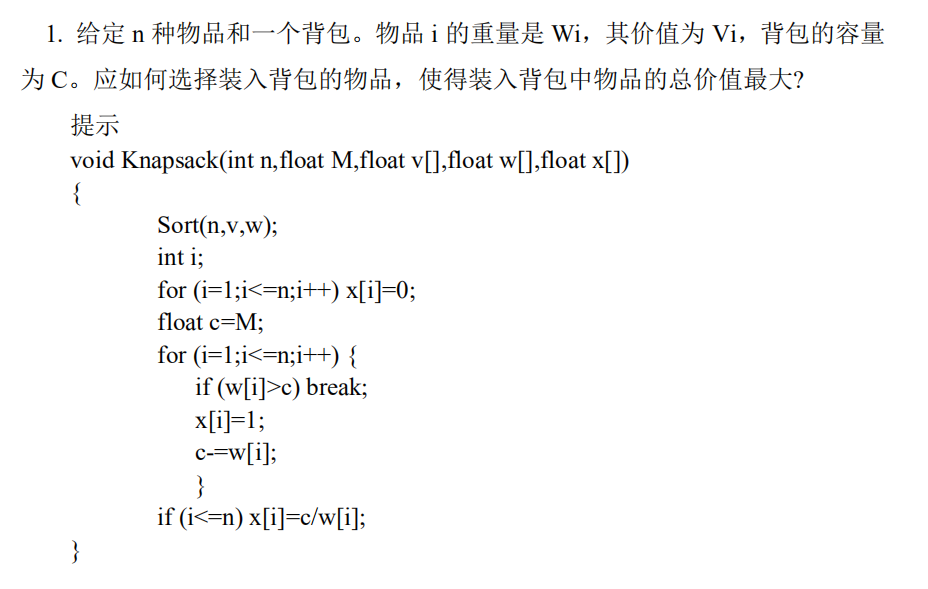 1. 给定 n 种物品和一个背包。物品 i 的重量是 Wi，其价值为 Vi，背包的容量
为 C。应如何选择装入背包的物品，使得装入背包中物品的总价值最大?
提示
void Knapsack(int n,float M,float v[],float w[],float x[])
{
Sort(n,v,w);
int i;
for (i=1;i<=n;i++) x[i]=0;
float c=M;
for (i=1;i<=n;i++) {
if (w[i]>c) break;
x[i]=1;
c-=w[i];
}
if (i<=n) x[i]=c/w[i];
}